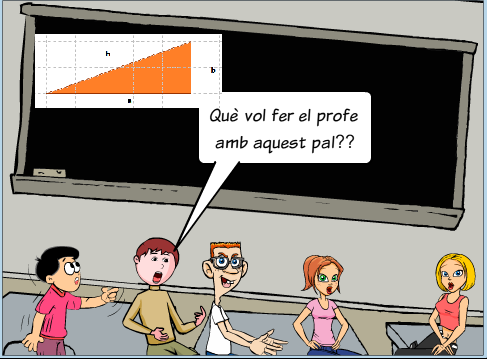 h
b
a
Què vol fer el profe
amb aquest pal??